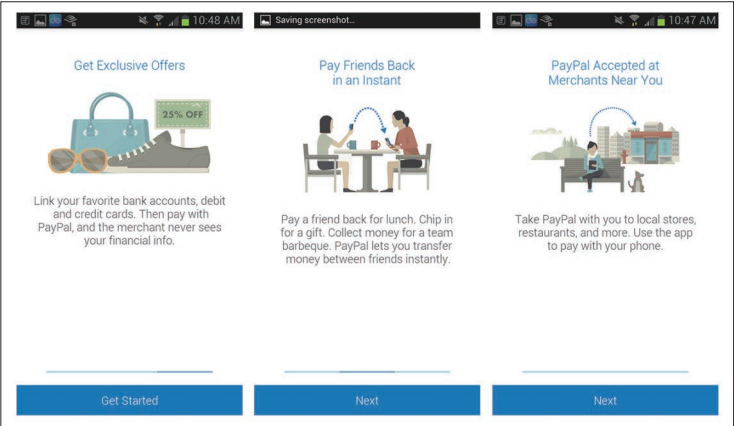 10:48 AM
Get Exclusive Offers
25% OFF
Link your favorite bank accounts, debit
and credit cards. Then pay with
PayPal, and the merchant never sees
your financial info.
Get Started
Saving screenshot...
Pay Friends Back
in an Instant
Pay a friend back for lunch. Chip in
for a gift. Collect money for a team
barbeque. PayPal lets you transfer
money between friends instantly.
Next
10:47 AM
PayPal Accepted at
Merchants Near You
Take PayPal with you to local stores,
restaurants, and more. Use the app
to pay with your phone.
Next